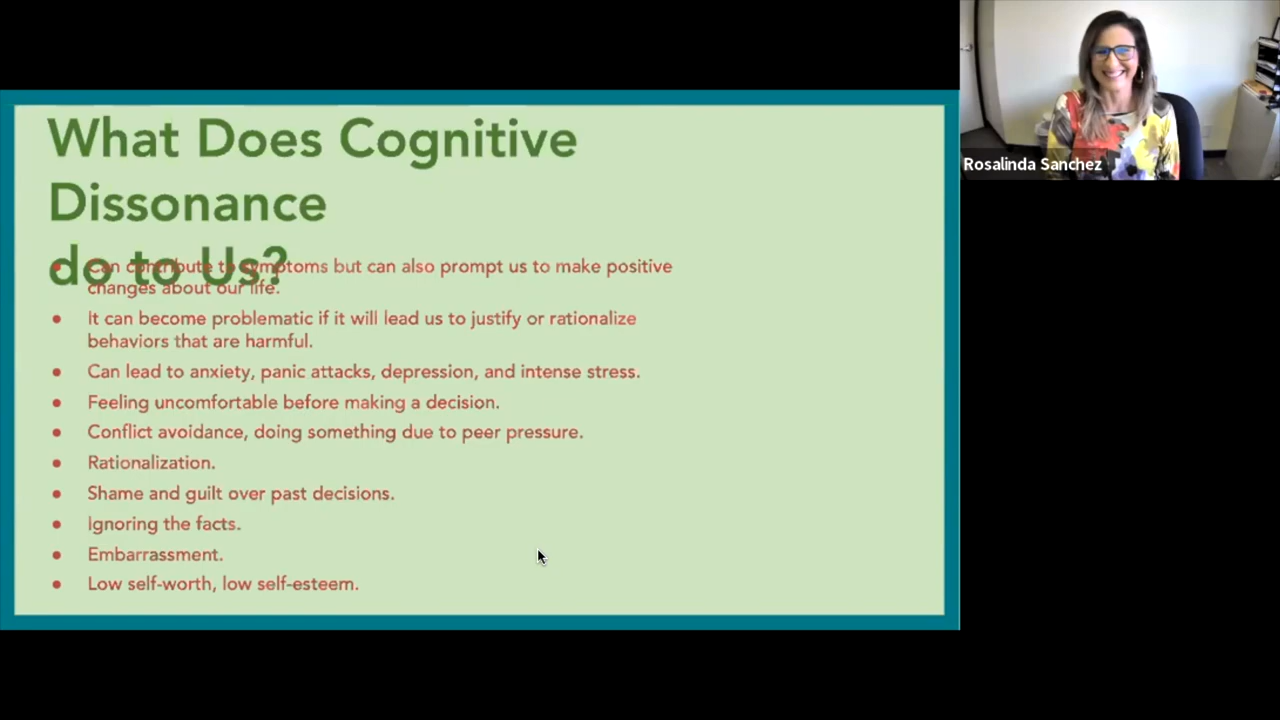 What Does Cognitive
Dissonance
do to Us?
• Can contribute to symptoms but can also prompt us to make positive
changes about our life.
• It can become problematic if it will lead us to justify or rationalize
behaviors that are harmful.
• Can lead to anxiety, panic attacks, depression, and intense stress.
• Feeling uncomfortable before making a decision.
• Conflict avoidance, doing something due to peer pressure.
• Rationalization.
• Shame and guilt over past decisions.
• Ignoring the facts.
• Embarrassment.
• Low self-worth, low self-esteem.
Rosalinda Sanchez